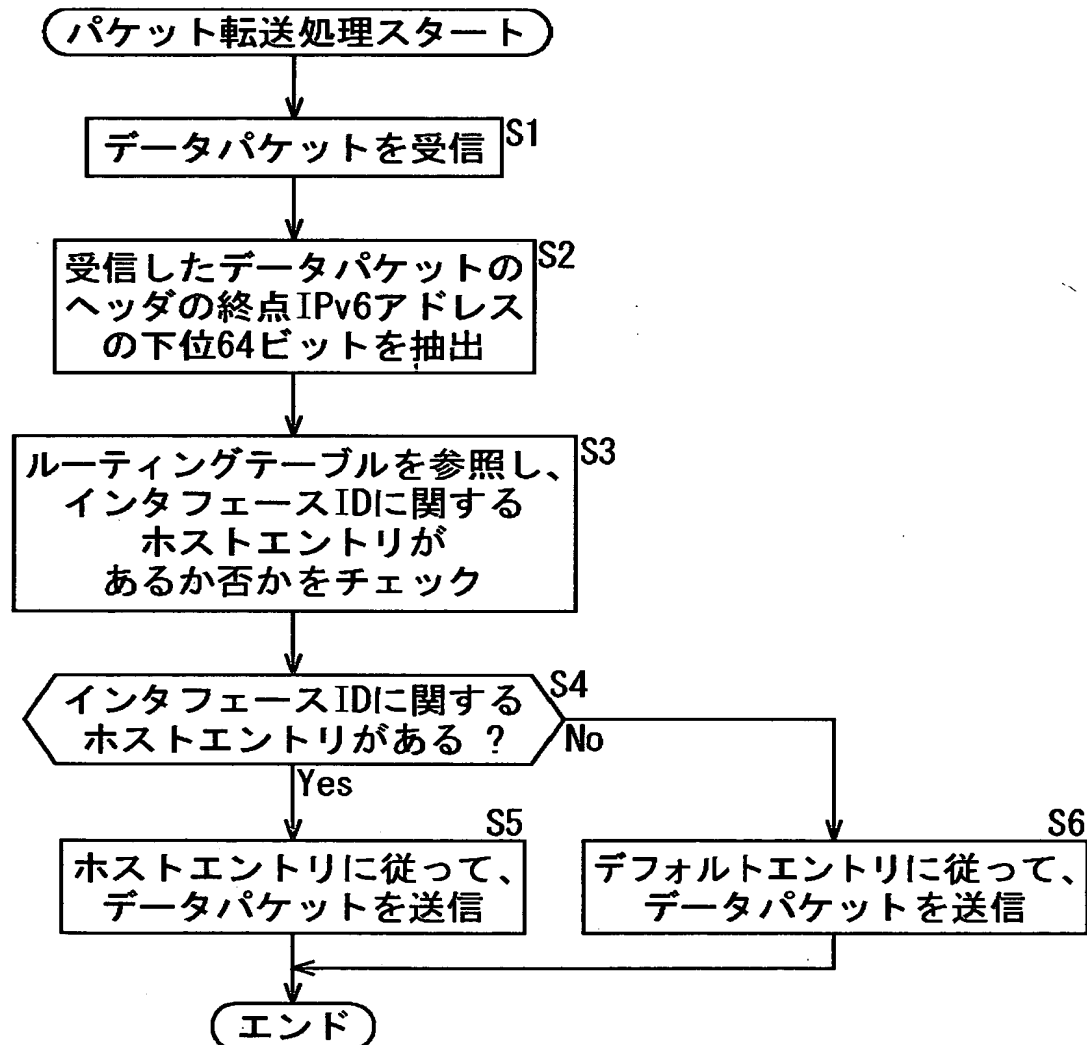 パケット転送処理スタート
データパケットを受信
S1
受信したデータパケットの
ヘッダの終点IPv6アドレス
の下位64ビットを抽出
S2
ルーティングテーブルを参照し、
インタフェースIDに関する
ホストエントリが
あるか否かをチェック
S3
インタフェースIDに関する
ホストエントリがある ?
S4
No
Yes
S5
ホストエントリに従って、
データパケットを送信
S6
デフォルトエントリに従って、
データパケットを送信
エンド